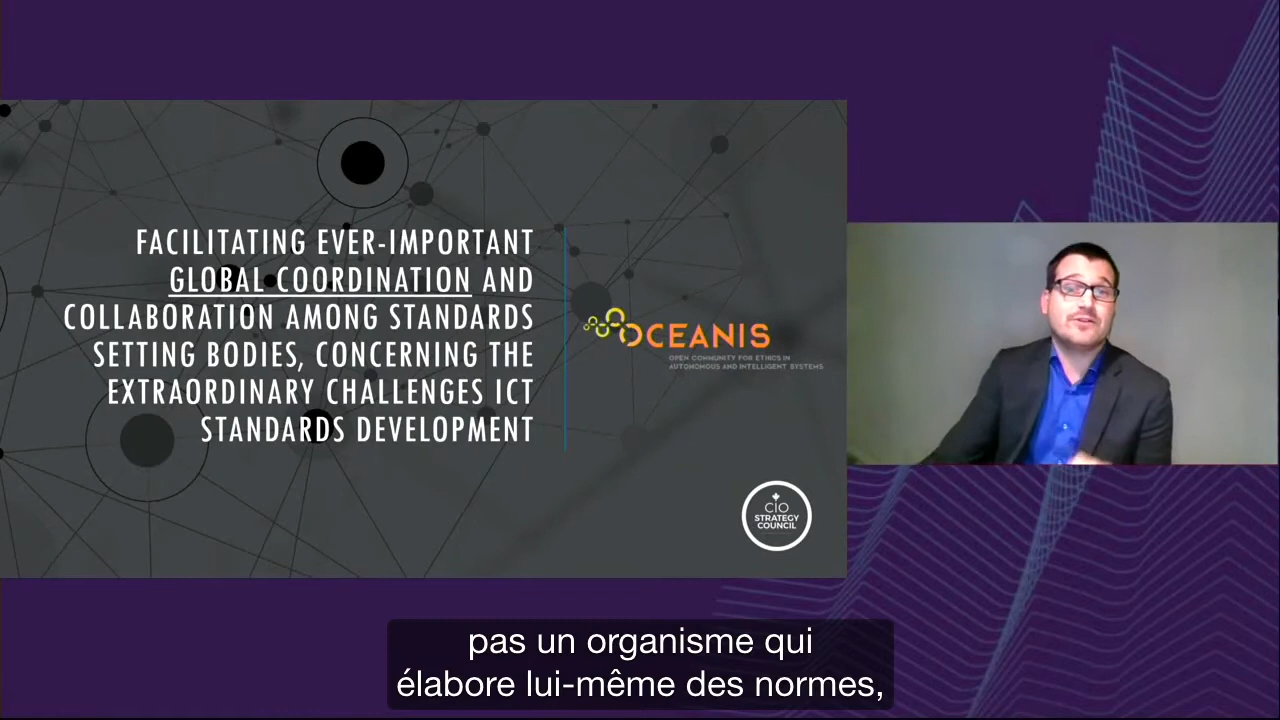 FACILITATING EVER-IMPORTANT
GLOBAL COORDINATION AND
COLLABORATION AMONG STANDARDS
SETTING BODIES, CONCERNING THE
EXTRAORDINARY CHALLENGES ICT
STANDARDS DEVELOPMENT
OCEANIS
OPEN COMMUNITY FOR ETHICS IN
AUTONOMOUS AND INTELLIGENT SYSTEMS
CIO
STRATEGY
COUNCIL
pas un organisme qui
élabore lui-même des normes,